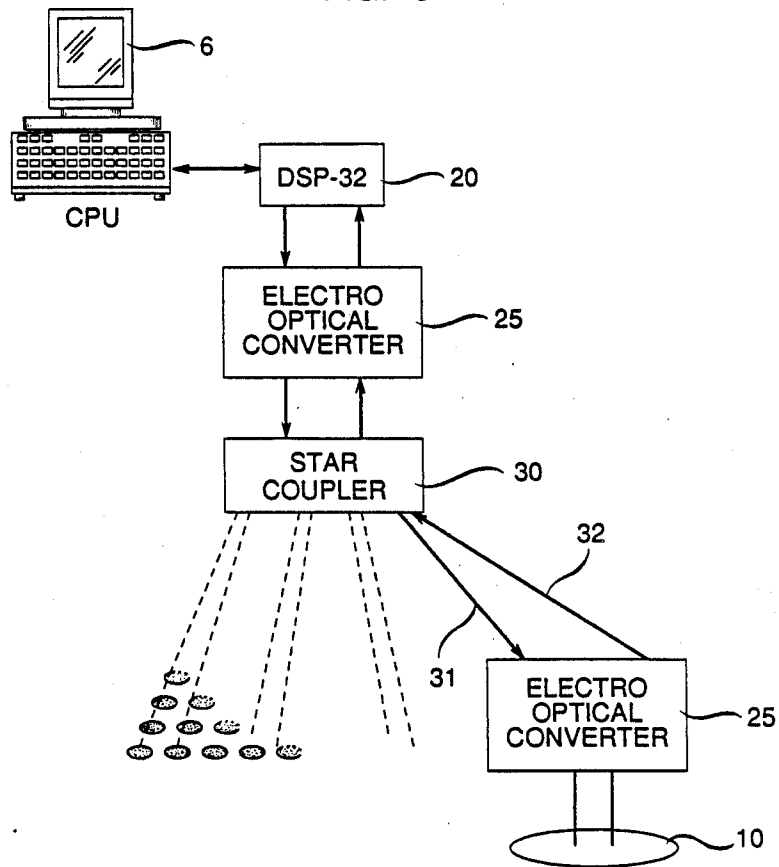 6
DSP-32
20
CPU
ELECTRO
OPTICAL
CONVERTER
25
STAR
COUPLER
30
32
31
ELECTRO
OPTICAL
CONVERTER
25
10